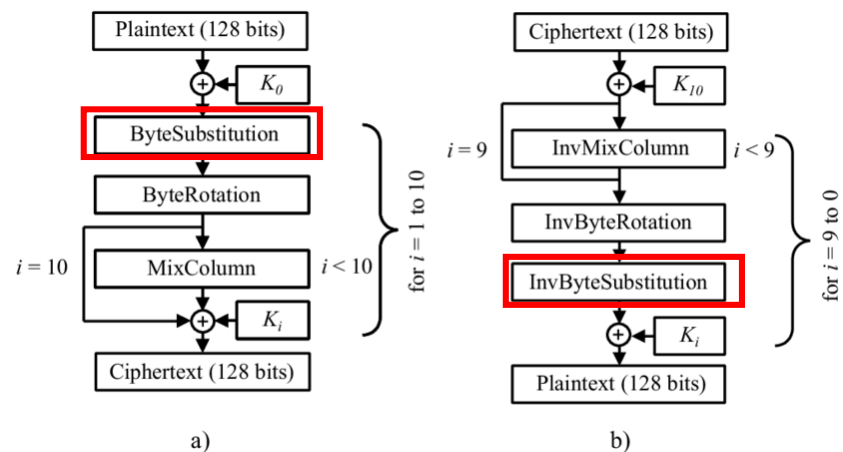 Plaintext (128 bits)
K0
ByteSubstitution
ByteRotation
i = 10
MixColumn
i < 10
for i = 1 to 10
Ki
Ciphertext (128 bits)
a)
Ciphertext (128 bits)
K10
i = 9
InvMixColumn
i < 9
InvByteRotation
for i = 9 to 0
InvByteSubstitution
Ki
Plaintext (128 bits)
b)